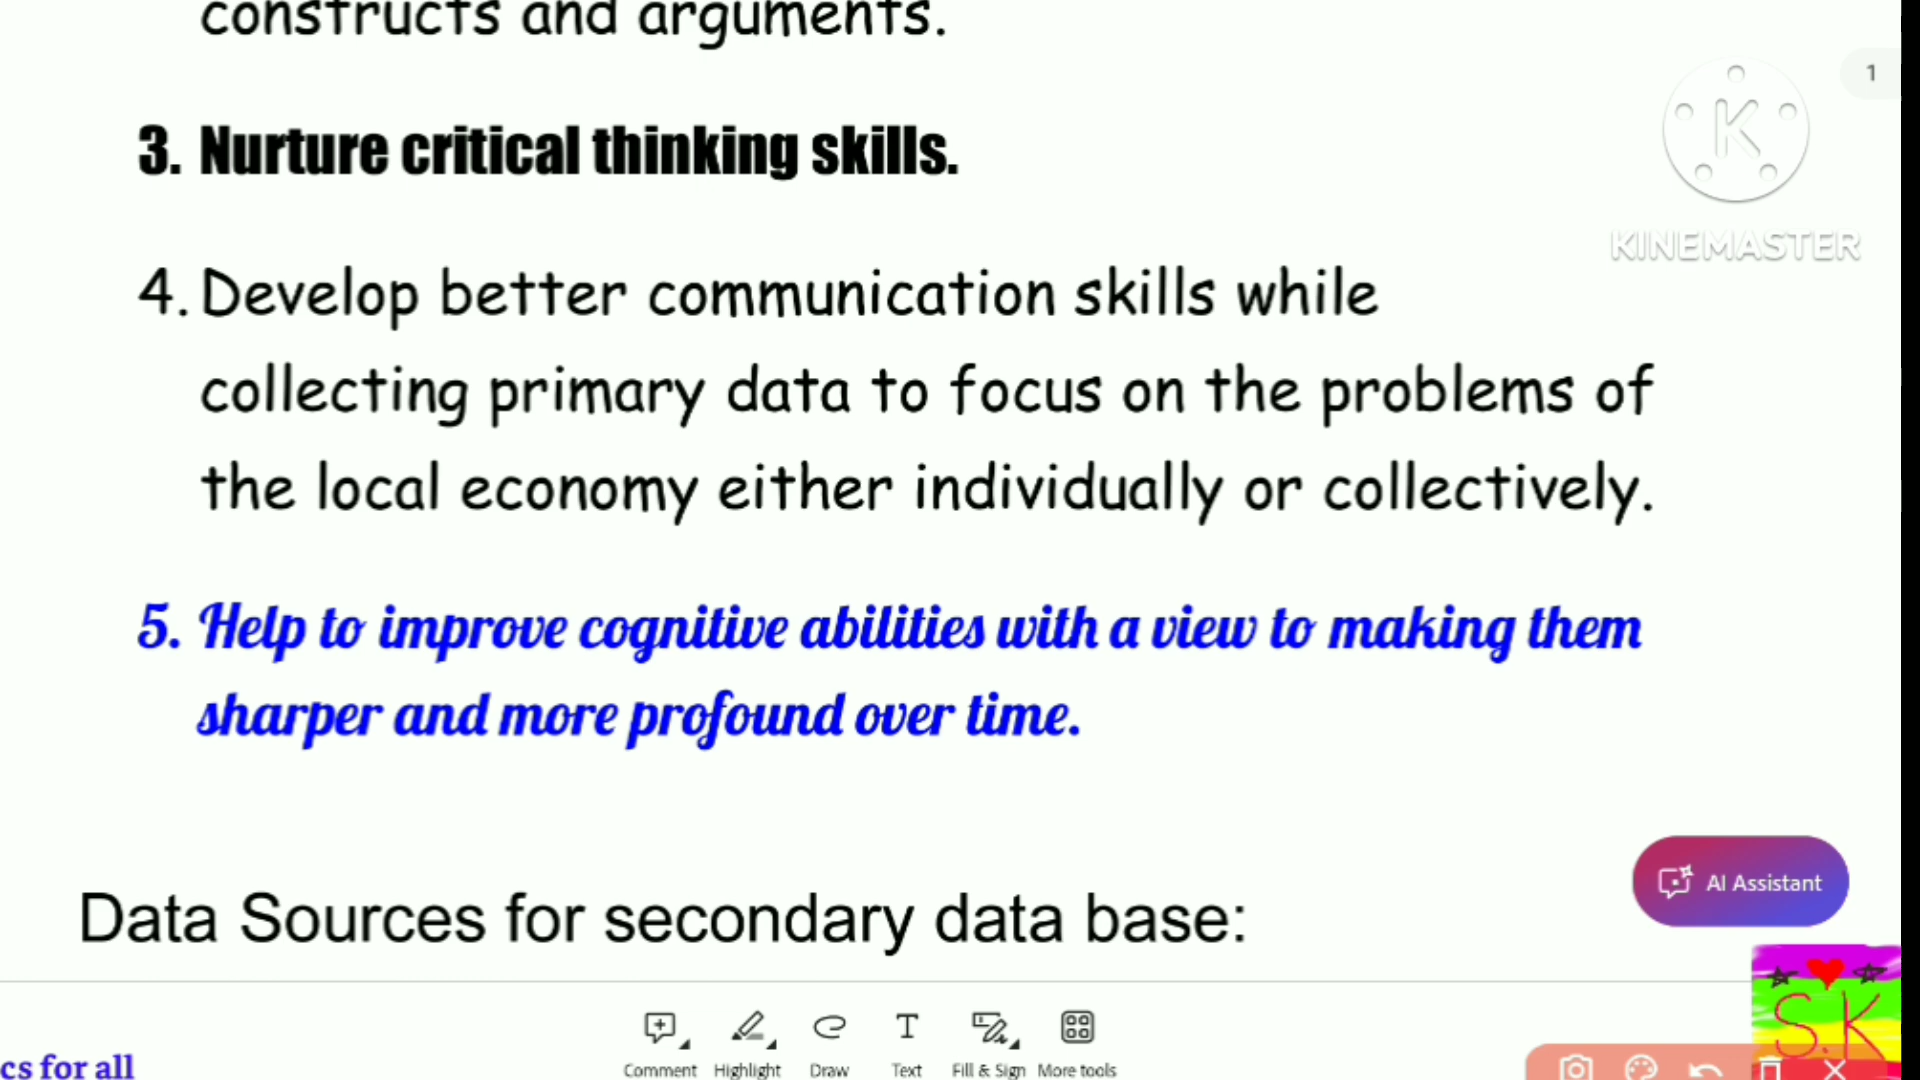 constructs and arguments.
1
3. Nurture critical thinking skills.
K
KINEMASTER
4. Develop better communication skills while
collecting primary data to focus on the problems of
the local economy either individually or collectively.
5. Help to improve cognitive abilities with a view to making them
sharper and more profound over time.
AI Assistant
Data Sources for secondary data base:
S.K
cs for all
Comment Highlight Draw Text Fill & Sign More tools